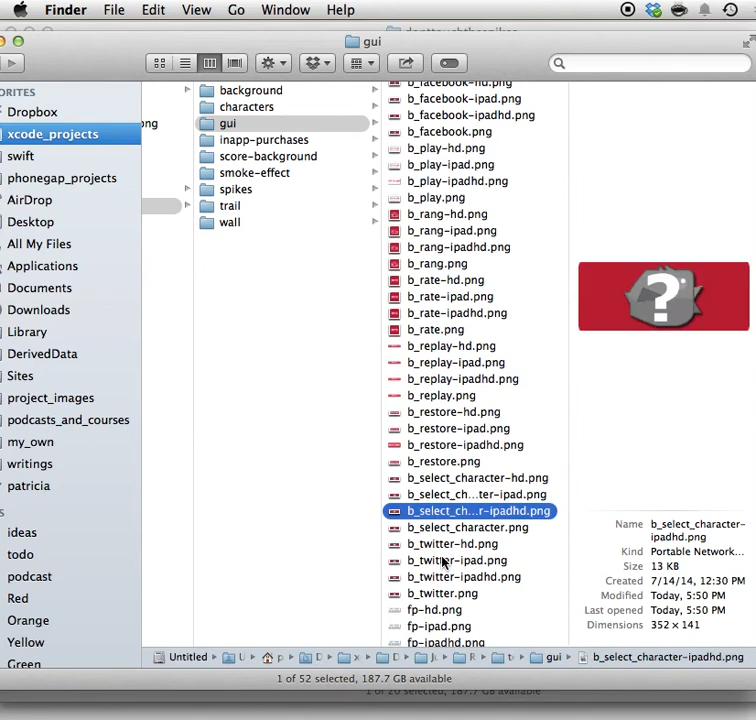 Finder File Edit View Go Window Help
gui
ORITES
Dropbox
xcode_projects
swift
phonegap_projects
AirDrop
Desktop
All My Files
Applications
Documents
Downloads
Library
DerivedData
Sites
project_images
podcasts_and_courses
my_own
writings
patricia
S
ideas
todo
podcast
Red
Orange
Yellow
Green
ng
background
characters
gui
inapp-purchases
score-background
smoke-effect
spikes
trail
wall
b_facebook-hd.png
b_facebook-ipad.png
b_facebook-ipadhd.png
b_facebook.png
b_play-hd.png
b_play-ipad.png
b_play-ipadhd.png
b_play.png
b_rang-hd.png
b_rang-ipad.png
b_rang-ipadhd.png
b_rang.png
b_rate-hd.png
b_rate-ipad.png
b_rate-ipadhd.png
b_rate.png
b_replay-hd.png
b_replay-ipad.png
b_replay-ipadhd.png
b_replay.png
b_restore-hd.png
b_restore-ipad.png
b_restore-ipadhd.png
b_restore.png
b_select_character-hd.png
b_select_ch...ter-ipad.png
b_select_ch...r-ipadhd.png
b_select_character.png
b_twitter-hd.png
b_twitter-ipad.png
b_twitter-ipadhd.png
b_twitter.png
fp-hd.png
fp-ipad.png
fp-ipadhd.png
?
Name b_select_character-
ipadhd.png
Kind Portable Network...
Size 13 KB
Created 7/14/14, 12:30 PM
Modified Today, 5:50 PM
Last opened Today, 5:50 PM
Dimensions 352 × 141
Untitled U p D x D J R t gui b_select_character-ipadhd.png
1 of 52 selected, 187.7 GB available
1 of 20 selected, 187.7 GB available